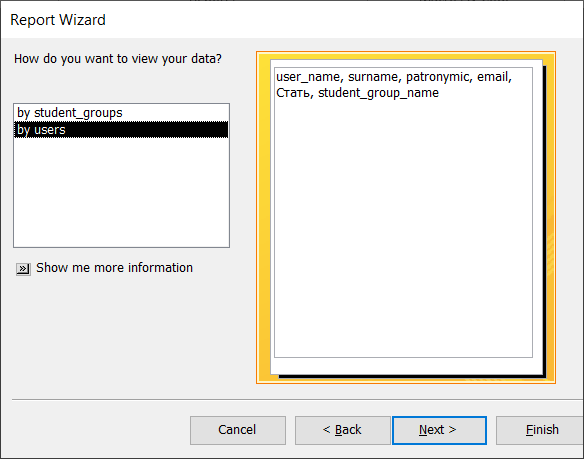 Report Wizard
How do you want to view your data?
by student_groups
by users
Show me more information
user_name, surname, patronymic, email,
Стать, student_group_name
Cancel
< Back
Next >
Finish